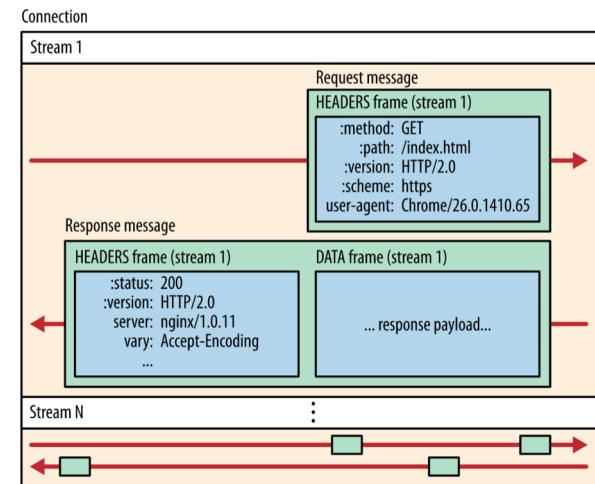 Connection
Stream 1
Request message
HEADERS frame (stream 1)
:method: GET
:path: /index.html
:version: HTTP/2.0
:scheme: https
user-agent: Chrome/26.0.1410.65
Response message
HEADERS frame (stream 1)
:status: 200
:version: HTTP/2.0
server: nginx/1.0.11
vary: Accept-Encoding
...
DATA frame (stream 1)
... response payload...
Stream N